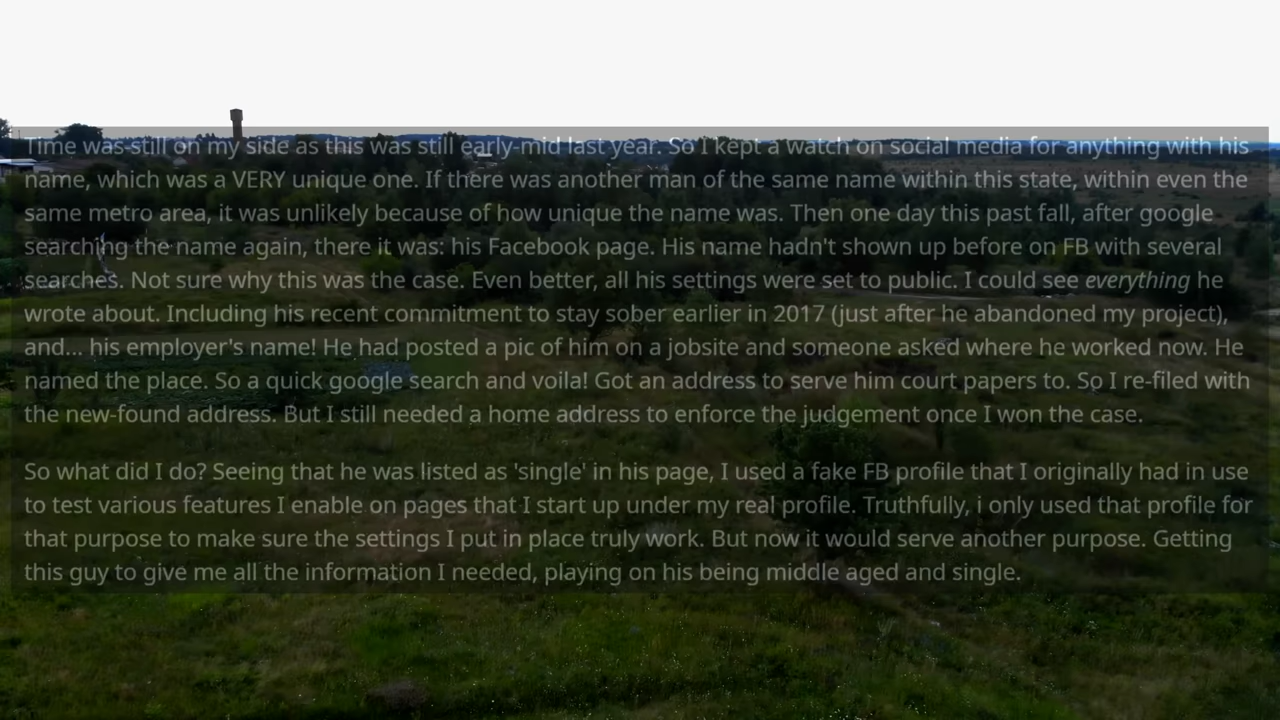 Time was still on my side as this was still early-mid last year. So I kept a watch on social media for anything with his
name, which was a VERY unique one. If there was another man of the same name within this state, within even the
same metro area, it was unlikely because of how unique the name was. Then one day this past fall, after google
searching the name again, there it was: his Facebook page. His name hadn't shown up before on FB with several
searches. Not sure why this was the case. Even better, all his settings were set to public. I could see everything he
wrote about. Including his recent commitment to stay sober earlier in 2017 (just after he abandoned my project),
and... his employer's name! He had posted a pic of him on a jobsite and someone asked where he worked now. He
named the place. So a quick google search and voila! Got an address to serve him court papers to. So I re-filed with
the new-found address. But I still needed a home address to enforce the judgement once I won the case.
So what did I do? Seeing that he was listed as 'single' in his page, I used a fake FB profile that I originally had in use
to test various features I enable on pages that I start up under my real profile. Truthfully, i only used that profile for
that purpose to make sure the settings I put in place truly work. But now it would serve another purpose. Getting
this guy to give me all the information I needed, playing on his being middle aged and single.